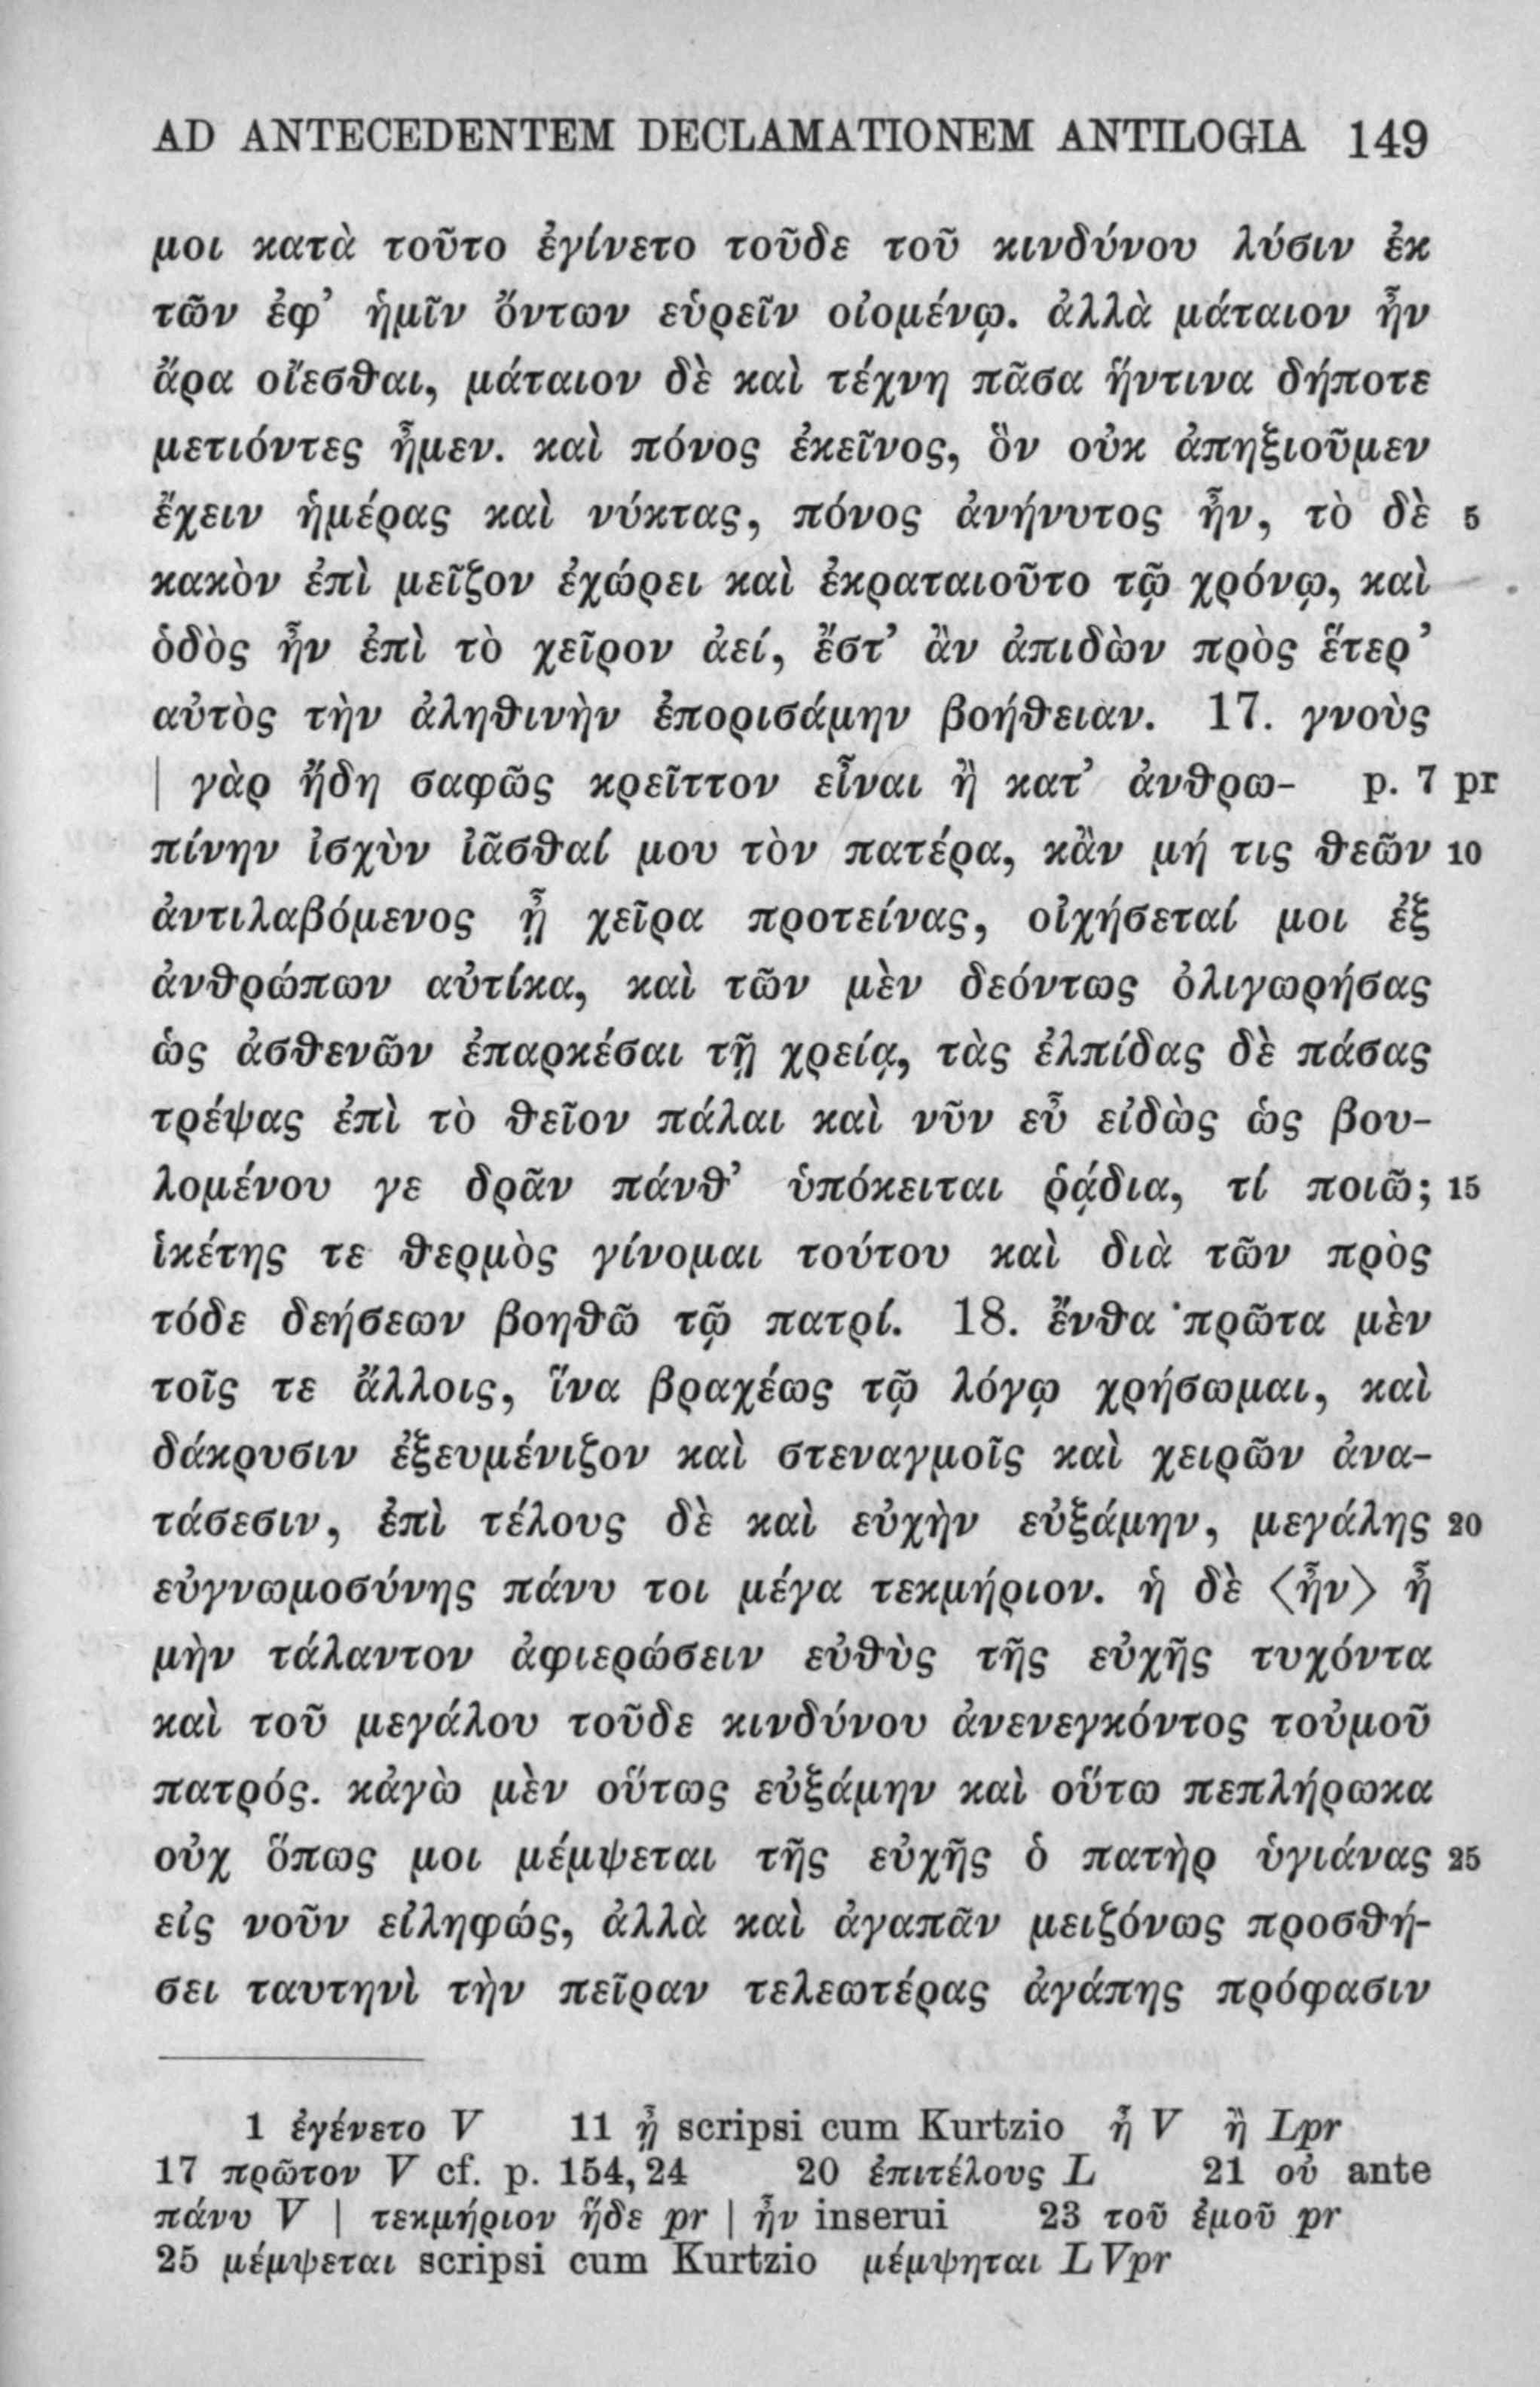 AD ANTECEDENTEM DECLAMATIONEM ANTILOGIA 149
μοι κατὰ τοῦτο ἐγίνετο τοῦδε τοῦ κινδύνου λύσιν ἐκ
τῶν ἐφ’ ἡμῖν ὄντων εὑρεῖν οἰομένῳ. ἀλλὰ μάταιον ἦν
ἄρα οἴεσθαι, μάταιον δὲ καὶ τέχνη πᾶσα ἥντινα δήποτε
μετιόντες ἦμεν. καὶ πόνος ἐκεῖνος, ὃν οὐκ ἀπηξιοῦμεν
ἔχειν ἡμέρας καὶ νύκτας, πόνος ἀνήνυτος ἦν, τὸ δὲ 5
κακὸν ἐπὶ μεῖζον ἐχώρει καὶ ἐκραταιοῦτο τῷ χρόνῳ, καὶ
ὁδὸς ἦν ἐπὶ τὸ χεῖρον ἀεί, ἔστ’ ἂν ἀπιδὼν πρὸς ἕτερ’
αὐτὸς τὴν ἀληθινὴν ἐπορισάμην βοήθειαν. 17. γνοὺς
| γὰρ ἤδη σαφῶς κρεῖττον εἶναι ἢ κατ’ ἀνθρω- p. 7 pr
πίνην ἰσχὺν ἰᾶσθαί μου τὸν πατέρα, κἂν μή τις θεῶν 10
ἀντιλαβόμενος ᾖ χεῖρα προτείνας, οἰχήσεταί μοι ἐξ
ἀνθρώπων αὐτίκα, καὶ τῶν μὲν δεόντως ὀλιγωρήσας
ὡς ἀσθενῶν ἐπαρκέσαι τῇ χρείᾳ, τὰς ἐλπίδας δὲ πάσας
τρέψας ἐπὶ τὸ θεῖον πάλαι καὶ νῦν εὖ εἰδὼς ὡς βου-
λομένου γε δρᾶν πάνθ’ ὑπόκειται ῥᾴδια, τί ποιῶ; 15
ἱκέτης τε θερμὸς γίνομαι τούτου καὶ διὰ τῶν πρὸς
τόδε δεήσεων βοηθῶ τῷ πατρί. 18. ἔνθα πρῶτα μὲν
τοῖς τε ἄλλοις, ἵνα βραχέως τῷ λόγῳ χρήσωμαι, καὶ
δάκρυσιν ἐξευμένιζον καὶ στεναγμοῖς καὶ χειρῶν ἀνα-
τάσεσιν, ἐπὶ τέλους δὲ καὶ εὐχὴν εὐξάμην, μεγάλης 20
εὐγνωμοσύνης πάνυ τοι μέγα τεκμήριον. ἡ δὲ ⟨ἦν⟩ ἦ
μὴν τάλαντον ἀφιερώσειν εὐθὺς τῆς εὐχῆς τυχόντα
καὶ τοῦ μεγάλου τοῦδε κινδύνου ἀνενεγκόντος τοὐμοῦ
πατρός. κἀγὼ μὲν οὕτως εὐξάμην καὶ οὕτω πεπλήρωκα
οὐχ ὅπως μοι μέμψεται τῆς εὐχῆς ὁ πατὴρ ὑγιάνας 25
εἰς νοῦν εἰληφώς, ἀλλὰ καὶ ἀγαπᾶν μειζόνως προσθή-
σει ταυτηνὶ τὴν πεῖραν τελεωτέρας ἀγάπης πρόφασιν
1 ἐγένετο V 11 ᾖ scripsi cum Kurtzio ἦ V ἢ Lpr
17 πρῶτον V cf. p. 154, 24 20 ἐπιτέλους L 21 οὐ ante
πάνυ V | τεκμήριον ἥδε pr | ἦν inserui 23 τοῦ ἐμοῦ pr
25 μέμψεται scripsi cum Kurtzio μέμψηται LVpr